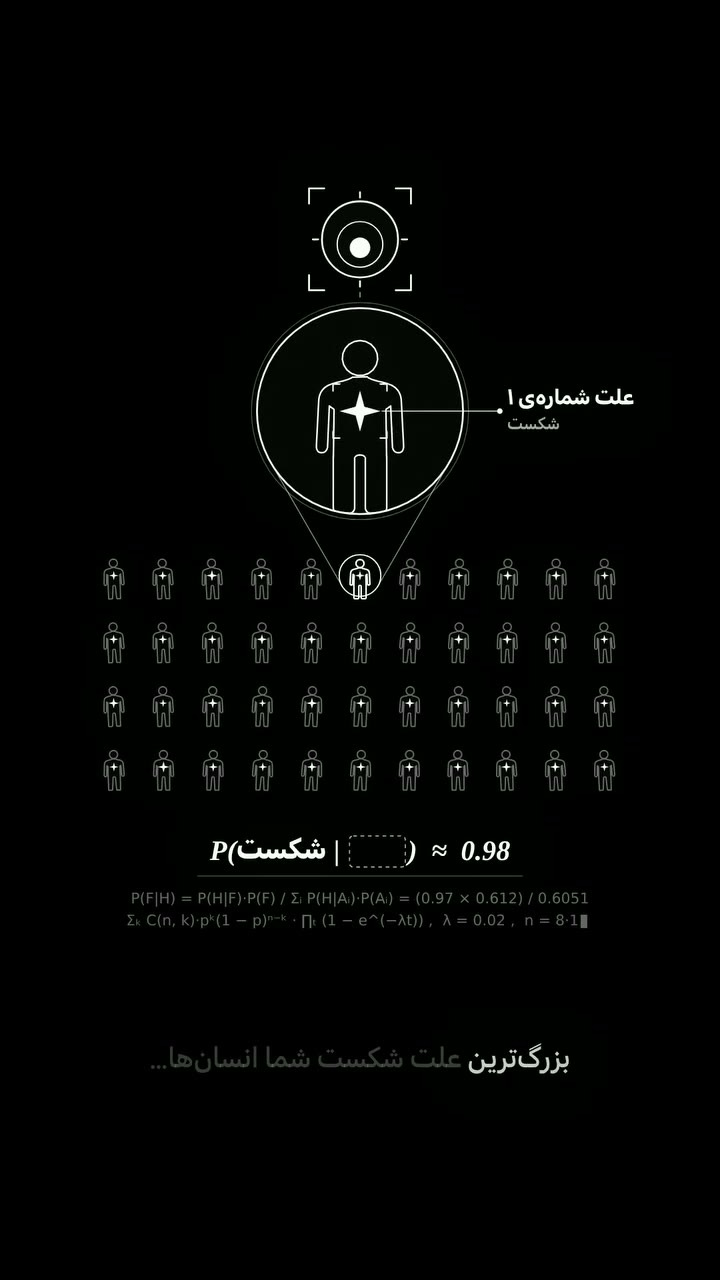 علت شماره‌ی ۱
شکست
P(شکست | ) ≈ 0.98
P(F|H) = P(H|F)·P(F) / Σᵢ P(H|Aᵢ)·P(Aᵢ) = (0.97 × 0.612) / 0.6051
Σₖ C(n, k)·pᵏ(1 − p)ⁿ⁻ᵏ · ∏ₜ (1 − e^(−λt)) , λ = 0.02 , n = 8·1
بزرگ‌ترین علت شکست شما انسان‌ها...